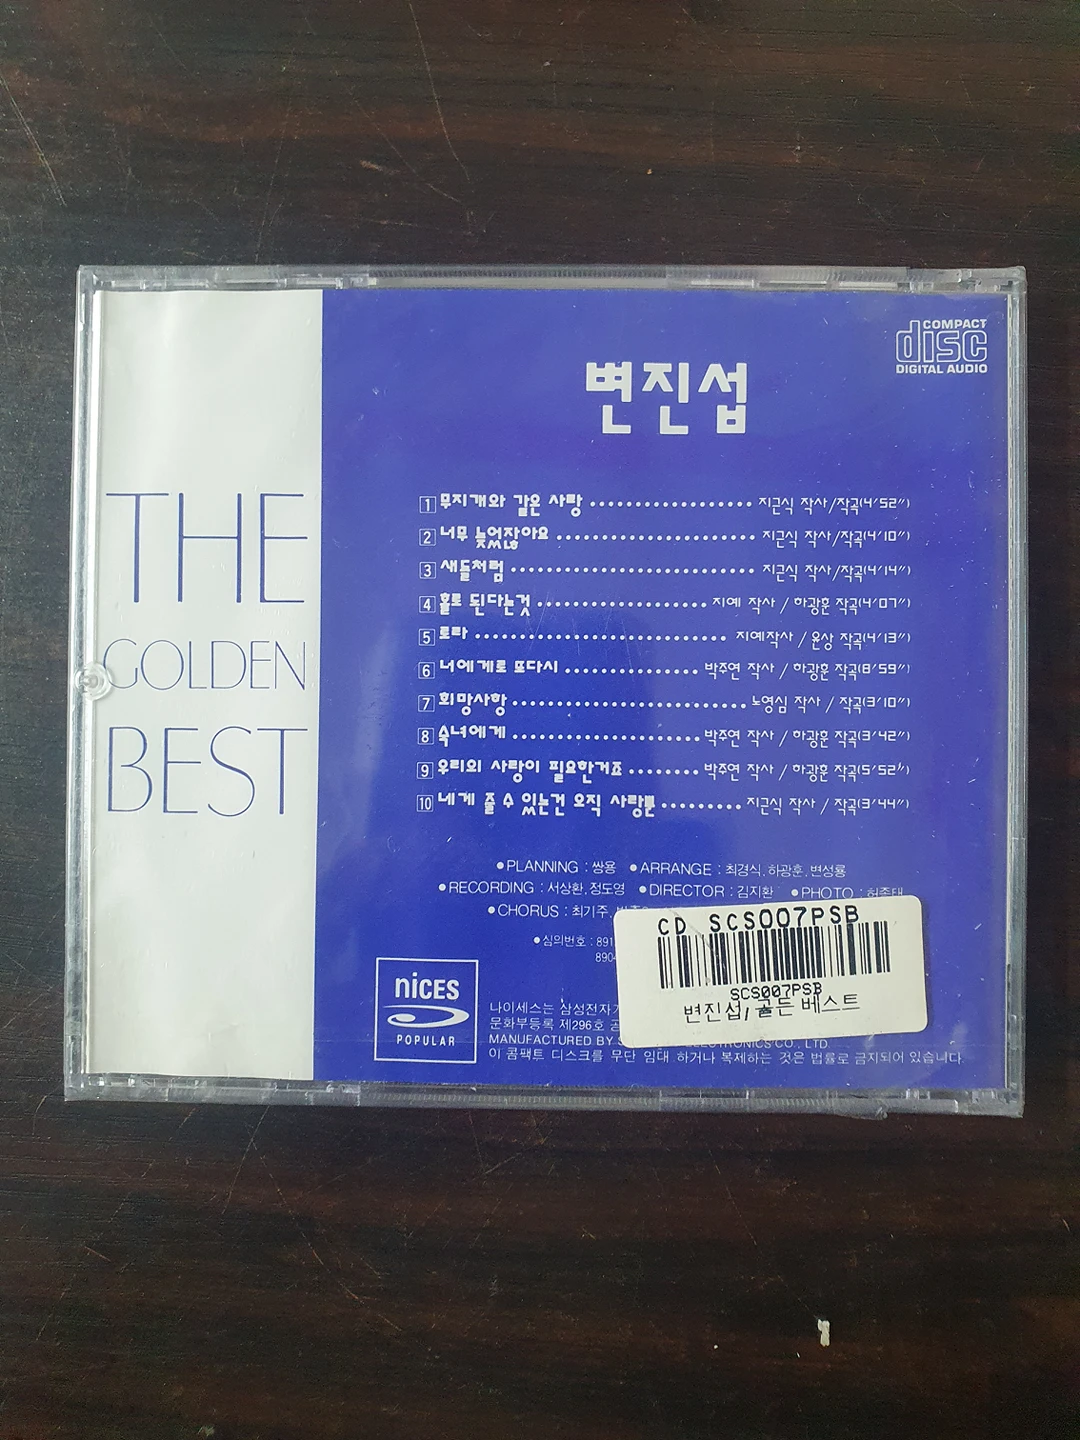 COMPACT
disc
DIGITAL AUDIO
변진섭
THE
GOLDEN
BEST
1 무지개와 같은 사랑 지근식 작사/작곡(4'52")
2 너무 늦었잖아요 지근식 작사/작곡(4'10")
3 새들처럼 지근식 작사/작곡(4'14")
4 홀로 된다는것 지예 작사 / 하광훈 작곡(4'07")
5 로라 지예작사 / 윤상 작곡(4'13")
6 너에게로 또다시 박주연 작사 / 하광훈 작곡(8'59")
7 희망사항 노영심 작사 / 작곡(3'10")
8 숙녀에게 박주연 작사 / 하광훈 작곡(3'42")
9 우리의 사랑이 필요한거죠 박주연 작사 / 하광훈 작곡(5'52")
10 네게 줄 수 있는건 오직 사랑뿐 지근식 작사 / 작곡(3'44")
●PLANNING : 쌍용 ●ARRANGE : 최경식, 하광훈, 변성룡
●RECORDING : 서상환, 정도영 ●DIRECTOR : 김지환 ●PHOTO : 허종태
●CHORUS : 최기주,
●심의번호 : 891
8904
CD SCS007PSB
SCS007PSB
변진섭/골든 베스트
nices
POPULAR
나이세스는 삼성전자
문화부등록 제296호
MANUFACTURED BY ELECTRONICS CO., LTD.
이 콤팩트 디스크를 무단 임대 하거나 복제하는 것은 법률로 금지되어 있습니다.